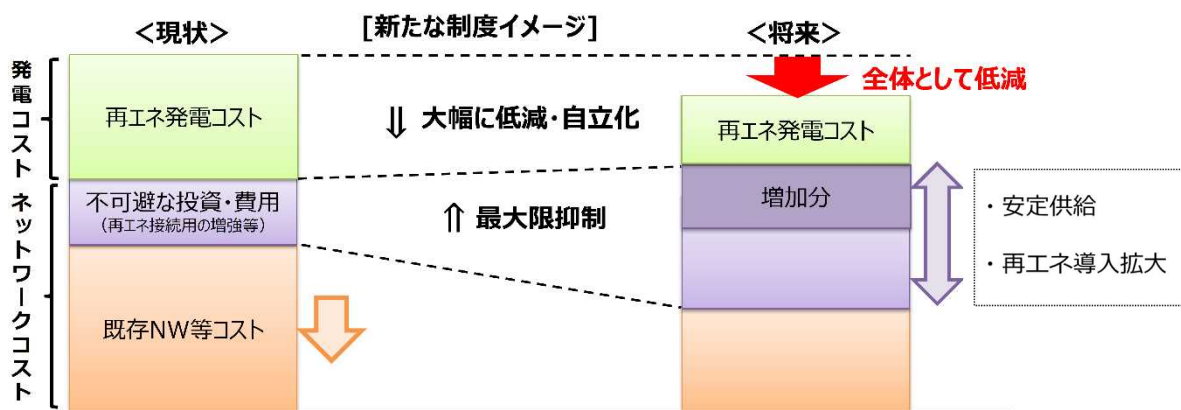 <現状>
[新たな制度イメージ]
<将来>
発電コスト
再エネ発電コスト
⇓ 大幅に低減・自立化
全体として低減
再エネ発電コスト
ネットワークコスト
不可避な投資・費用
(再エネ接続用の増強等)
⇑ 最大限抑制
増加分
・安定供給
・再エネ導入拡大
既存NW等コスト